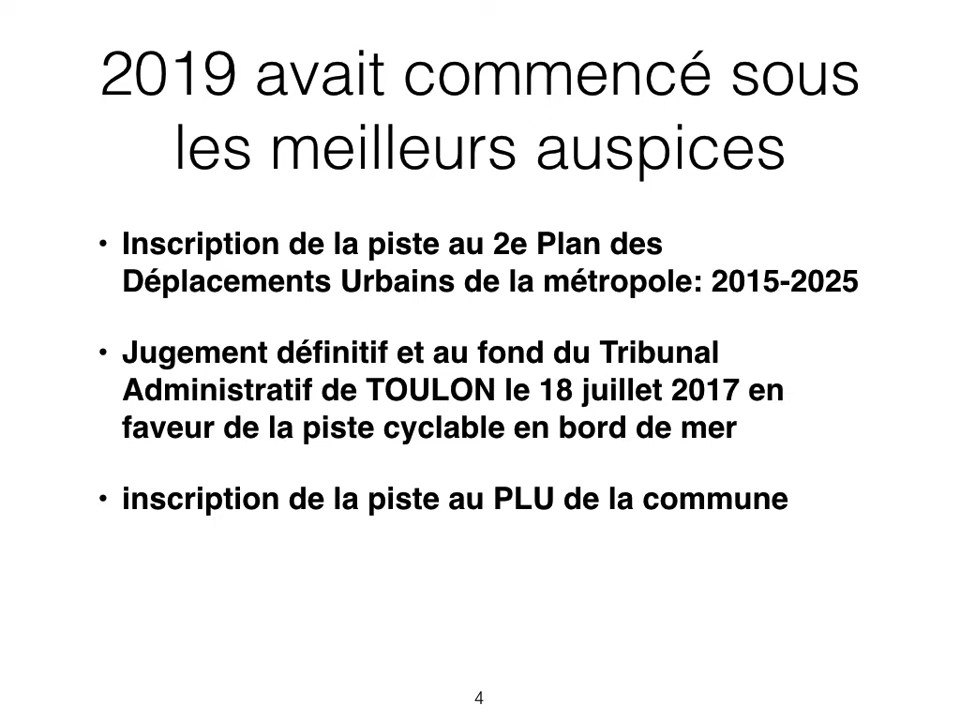 2019 avait commencé sous
les meilleurs auspices
• Inscription de la piste au 2e Plan des
Déplacements Urbains de la métropole: 2015-2025
• Jugement définitif et au fond du Tribunal
Administratif de TOULON le 18 juillet 2017 en
faveur de la piste cyclable en bord de mer
• inscription de la piste au PLU de la commune
4